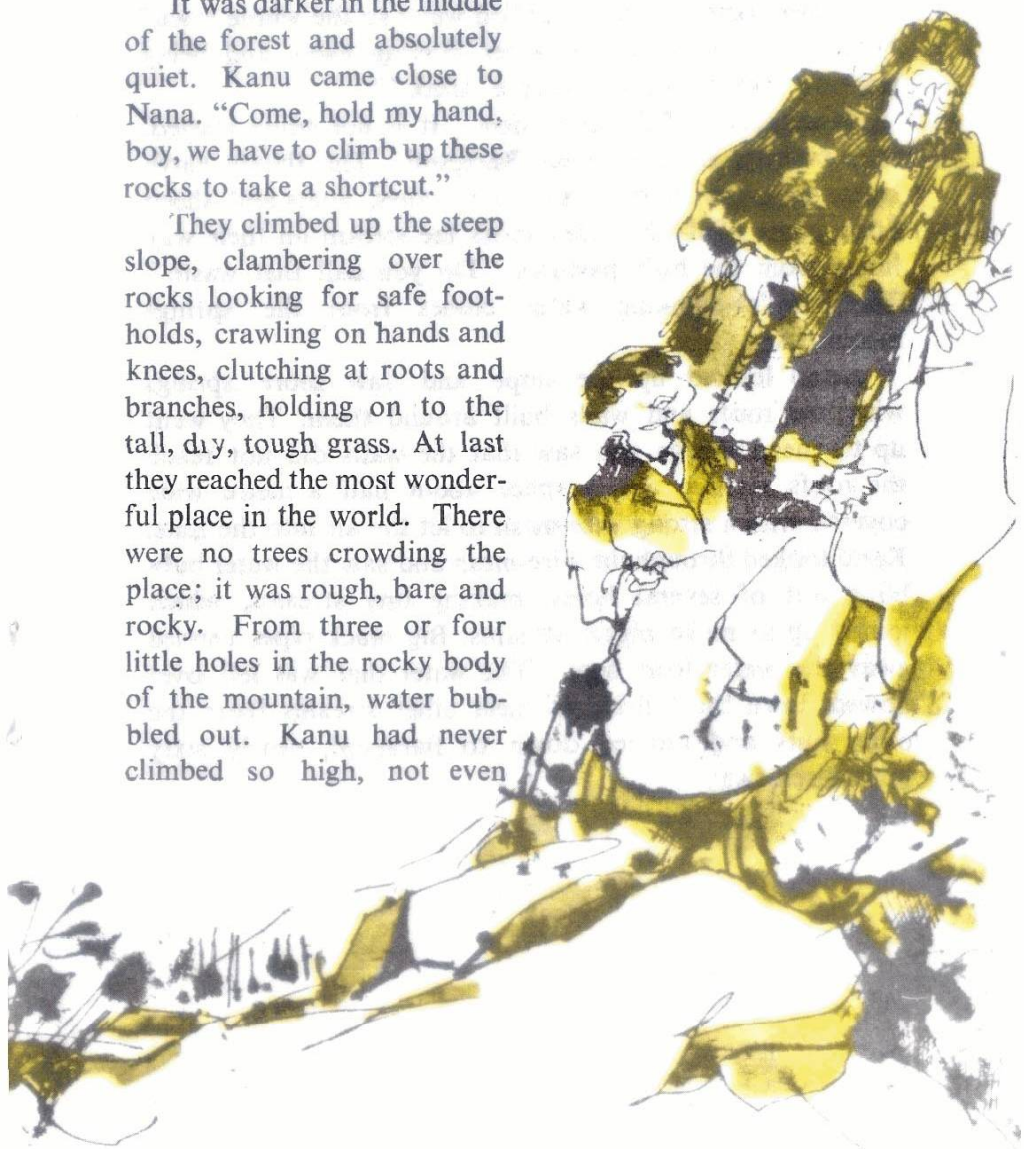 It was darker in the middle
of the forest and absolutely
quiet. Kanu came close to
Nana. “Come, hold my hand,
boy, we have to climb up these
rocks to take a shortcut.”
They climbed up the steep
slope, clambering over the
rocks looking for safe foot-
holds, crawling on hands and
knees, clutching at roots and
branches, holding on to the
tall, dry, tough grass. At last
they reached the most wonder-
ful place in the world. There
were no trees crowding the
place; it was rough, bare and
rocky. From three or four
little holes in the rocky body
of the mountain, water bub-
bled out. Kanu had never
climbed so high, not even